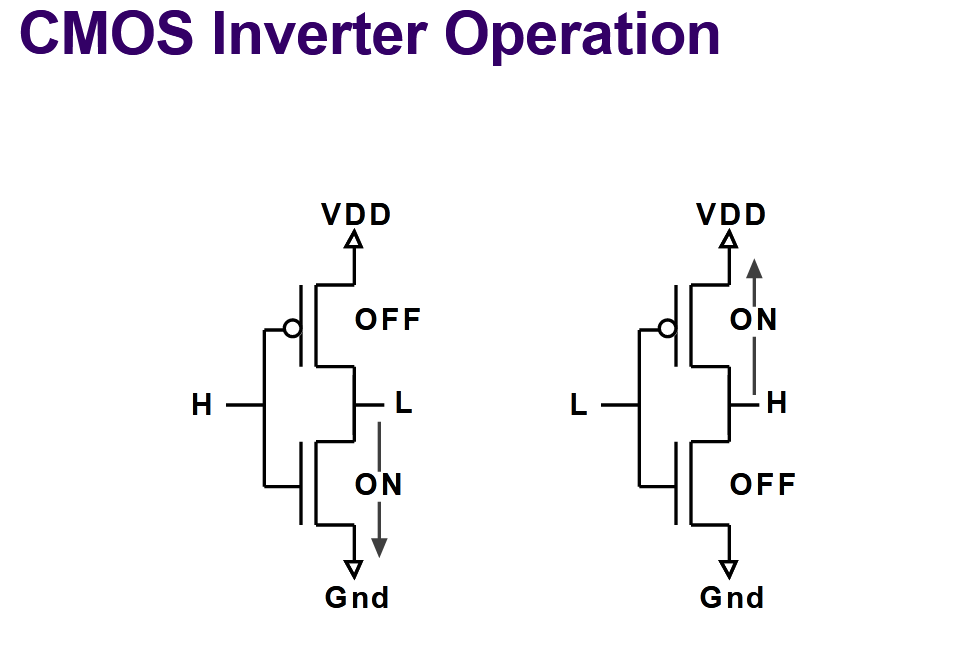 CMOS Inverter Operation
VDD
OFF
H
L
ON
Gnd
VDD
ON
L
H
OFF
Gnd